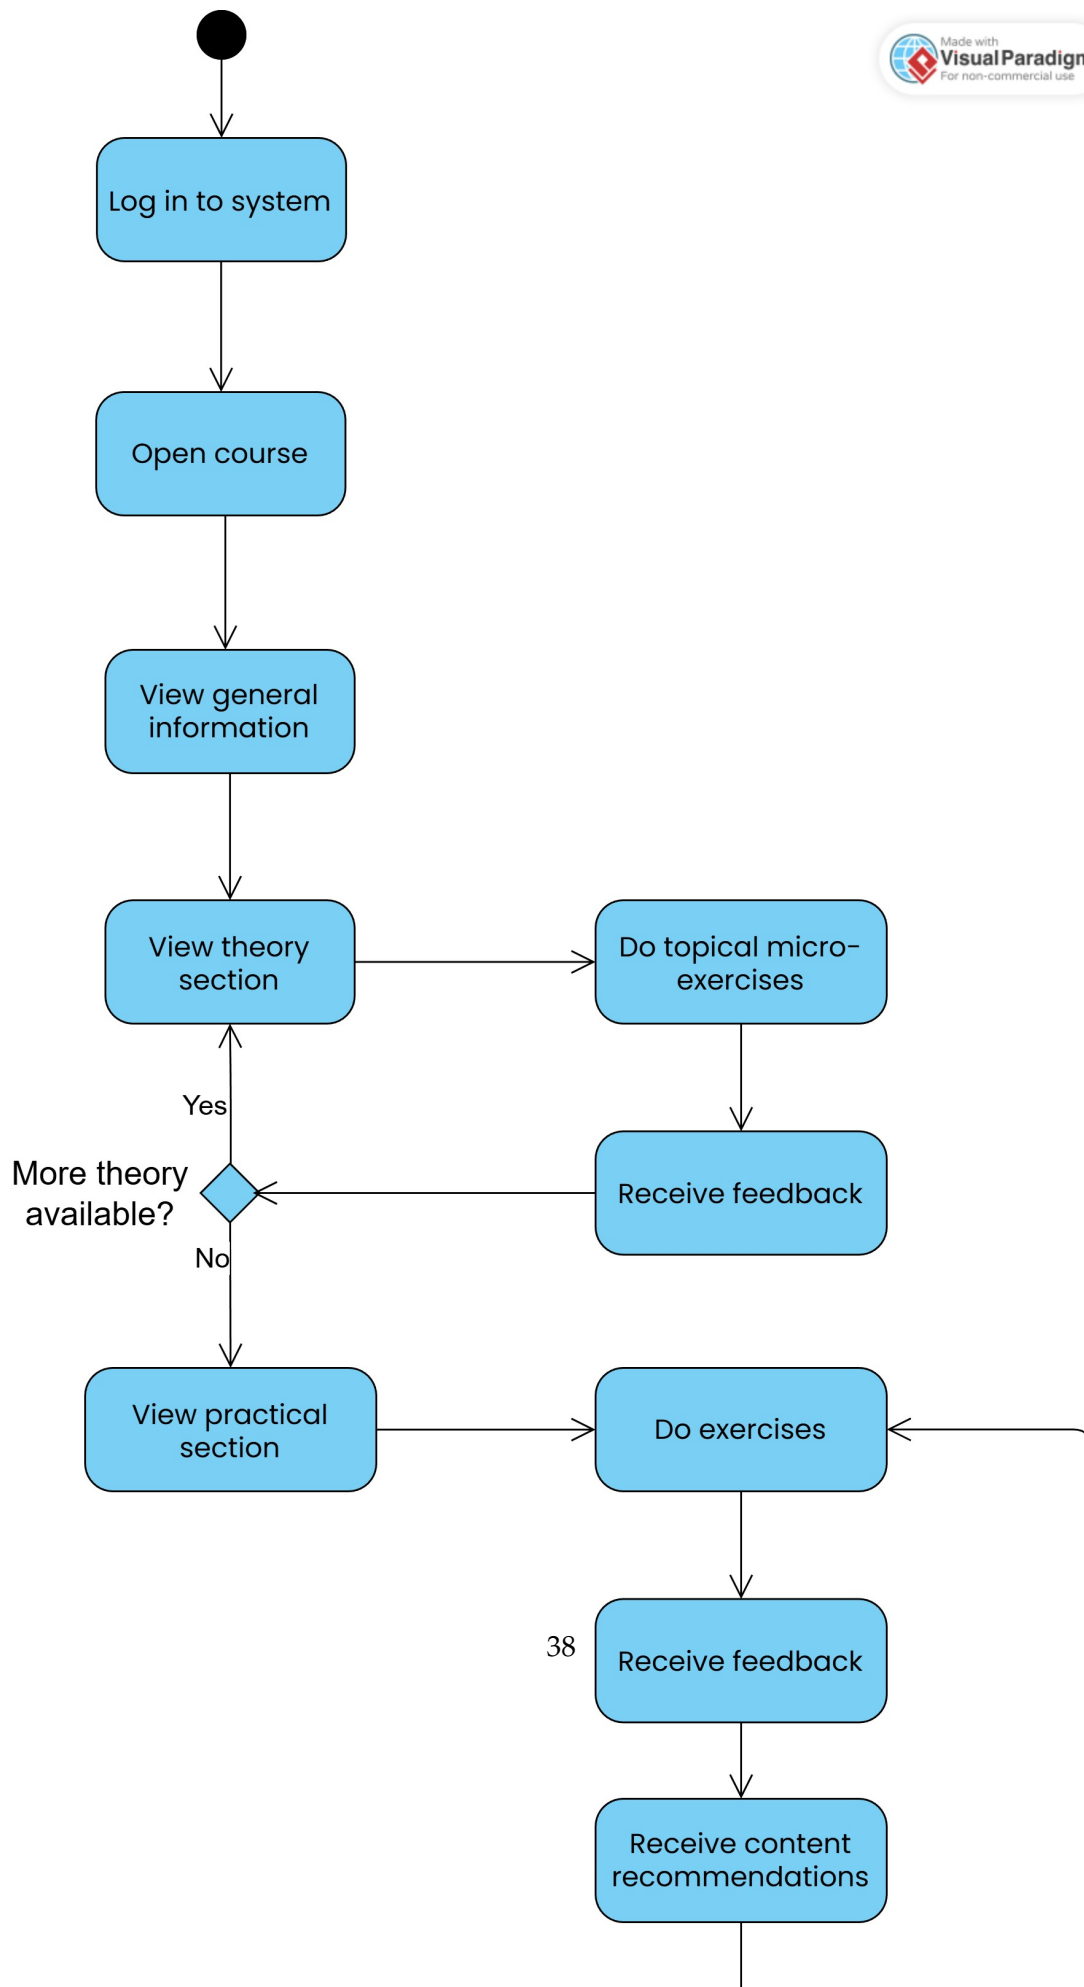 Made with
Visual Paradigm
For non-commercial use
Log in to system
Open course
View general
information
View theory
section
Do topical micro-
exercises
Yes
More theory
available?
Receive feedback
No
View practical
section
Do exercises
38
Receive feedback
Receive content
recommendations